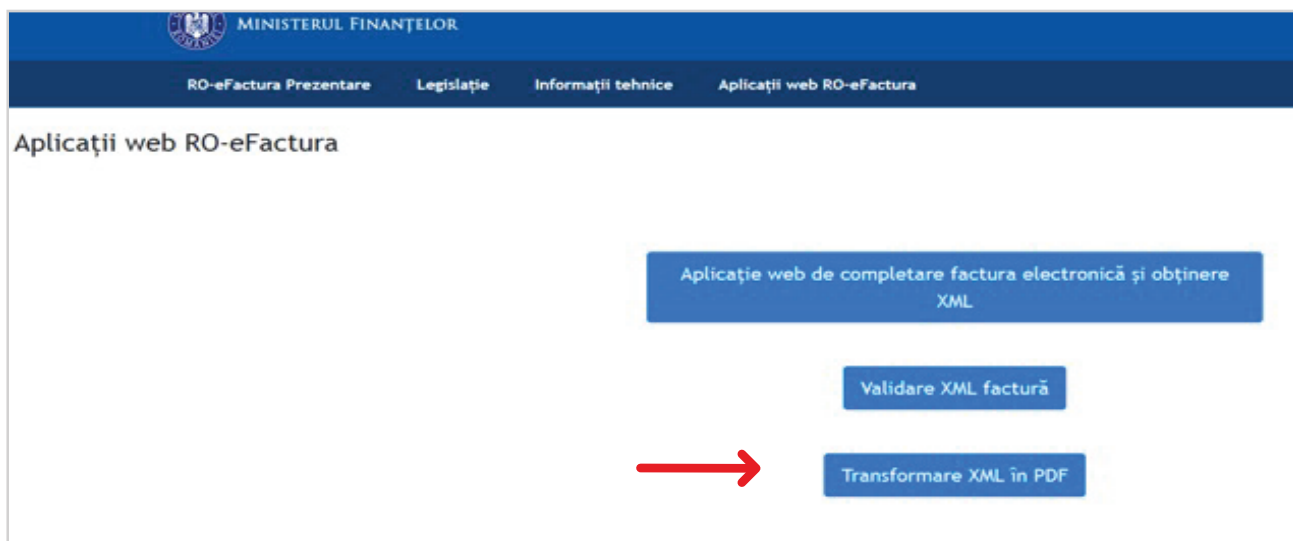 MINISTERUL FINANȚELOR
RO-eFactura Prezentare Legislație Informații tehnice Aplicații web RO-eFactura
Aplicații web RO-eFactura
Aplicație web de completare factura electronică și obținere
XML
Validare XML factură
Transformare XML în PDF